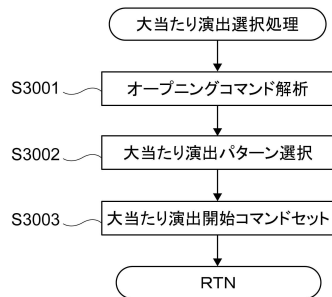 大当たり演出選択処理
S3001
オープニングコマンド解析
S3002
大当たり演出パターン選択
S3003
大当たり演出開始コマンドセット
RTN